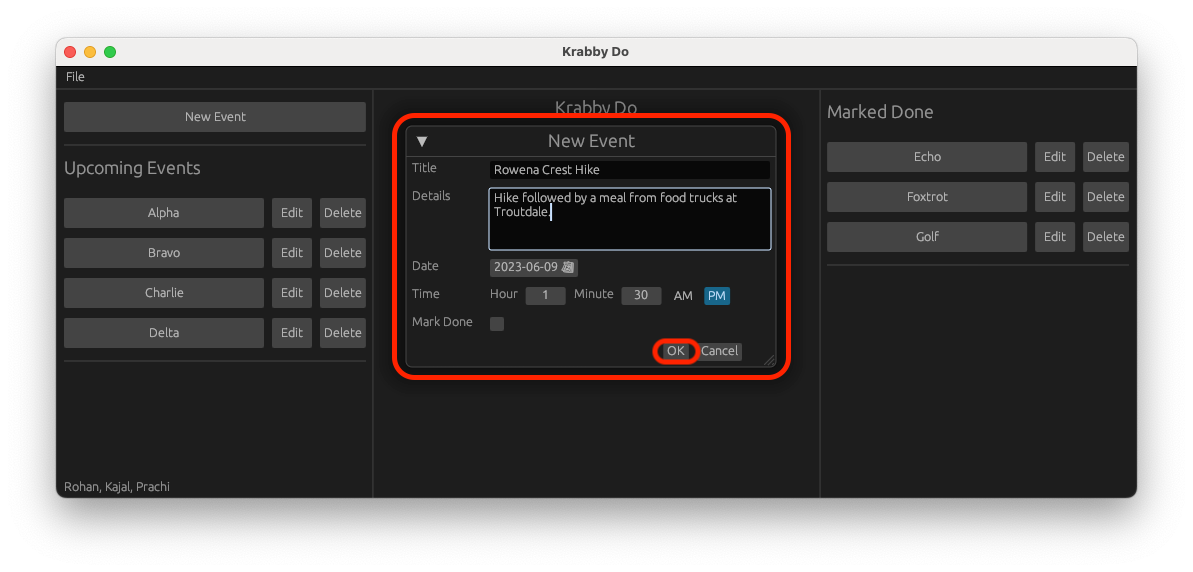 Krabby Do
File
New Event
Upcoming Events
Alpha Edit Delete
Bravo Edit Delete
Charlie Edit Delete
Delta Edit Delete
Rohan, Kajal, Prachi
Krabby Do
New Event
Title Rowena Crest Hike
Details Hike followed by a meal from food trucks at
Troutdale.
Date 2023-06-09
Time Hour 1 Minute 30 AM PM
Mark Done
OK Cancel
Marked Done
Echo Edit Delete
Foxtrot Edit Delete
Golf Edit Delete